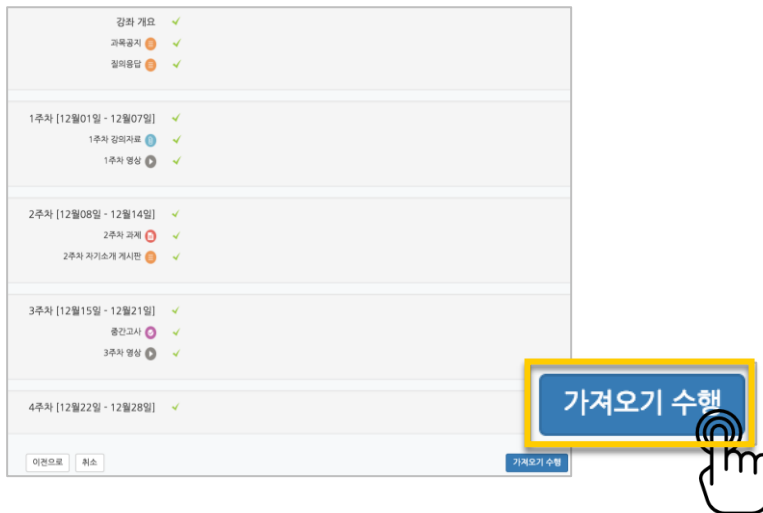 강좌 개요
과목공지
질의응답
1주차 [12월01일 - 12월07일]
1주차 강의자료
1주차 영상
2주차 [12월08일 - 12월14일]
2주차 과제
2주차 자기소개 게시판
3주차 [12월15일 - 12월21일]
중간고사
3주차 영상
4주차 [12월22일 - 12월28일]
가져오기 수행
이전으로 취소 가져오기 수행